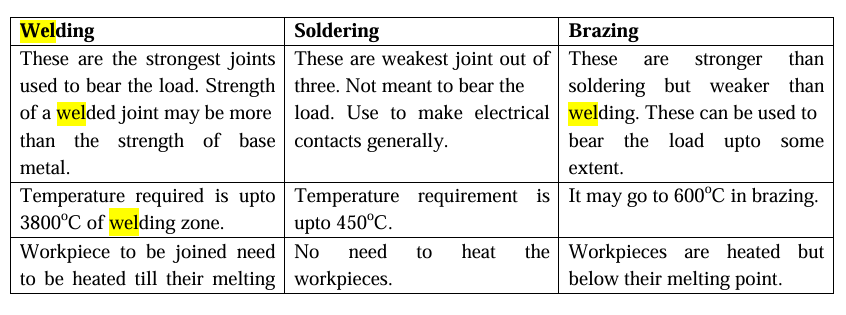 Welding Soldering Brazing
These are the strongest joints
used to bear the load. Strength
of a welded joint may be more
than the strength of base
metal.
These are weakest joint out of
three. Not meant to bear the
load. Use to make electrical
contacts generally.
These are stronger than
soldering but weaker than
welding. These can be used to
bear the load upto some
extent.
Temperature required is upto
3800°C of welding zone.
Temperature requirement is
upto 450°C.
It may go to 600°C in brazing.
Workpiece to be joined need
to be heated till their melting
No need to heat the
workpieces.
Workpieces are heated but
below their melting point.